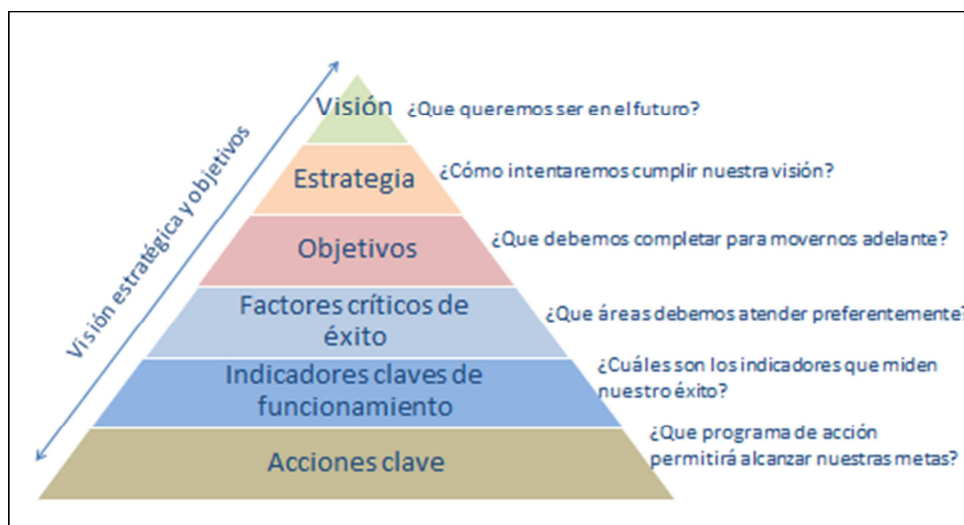 Visión estratégica y objetivos
Visión
¿Que queremos ser en el futuro?
Estrategia
¿Cómo intentaremos cumplir nuestra visión?
Objetivos
¿Que debemos completar para movernos adelante?
Factores críticos de
éxito
¿Que áreas debemos atender preferentemente?
Indicadores claves de
funcionamiento
¿Cuáles son los indicadores que miden
nuestro éxito?
Acciones clave
¿Que programa de acción
permitirá alcanzar nuestras metas?